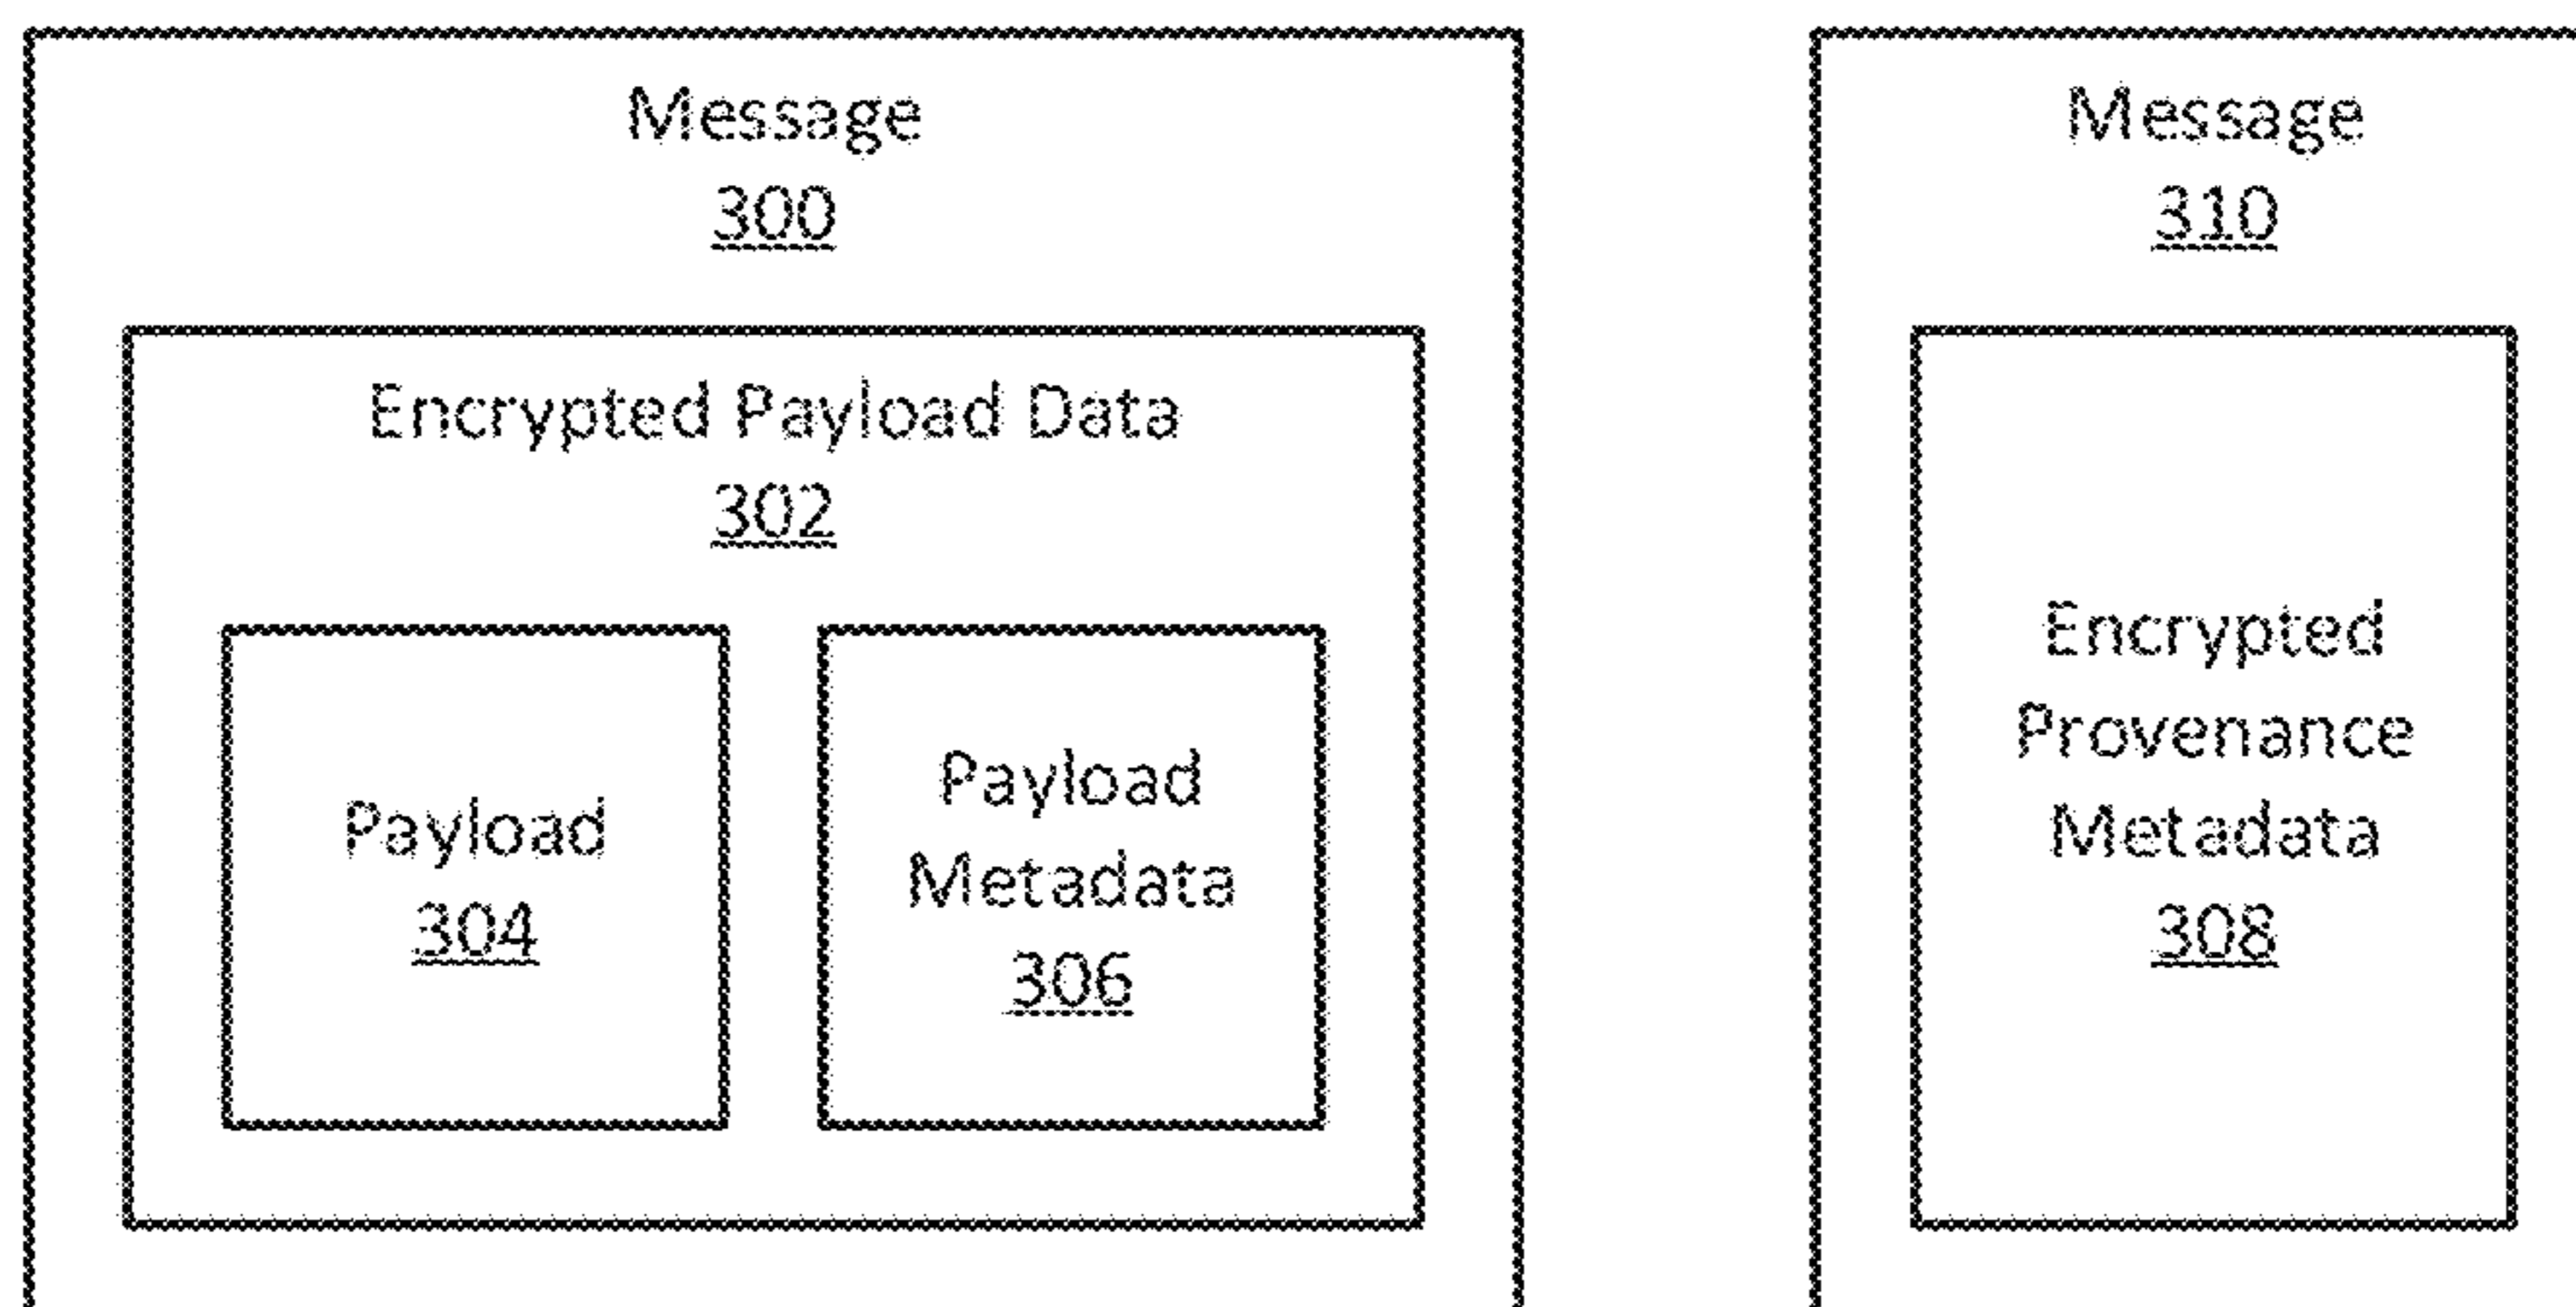 Message
300
Encrypted Payload Data
302
Payload
304
Payload
Metadata
306
Message
310
Encrypted
Provenance
Metadata
308